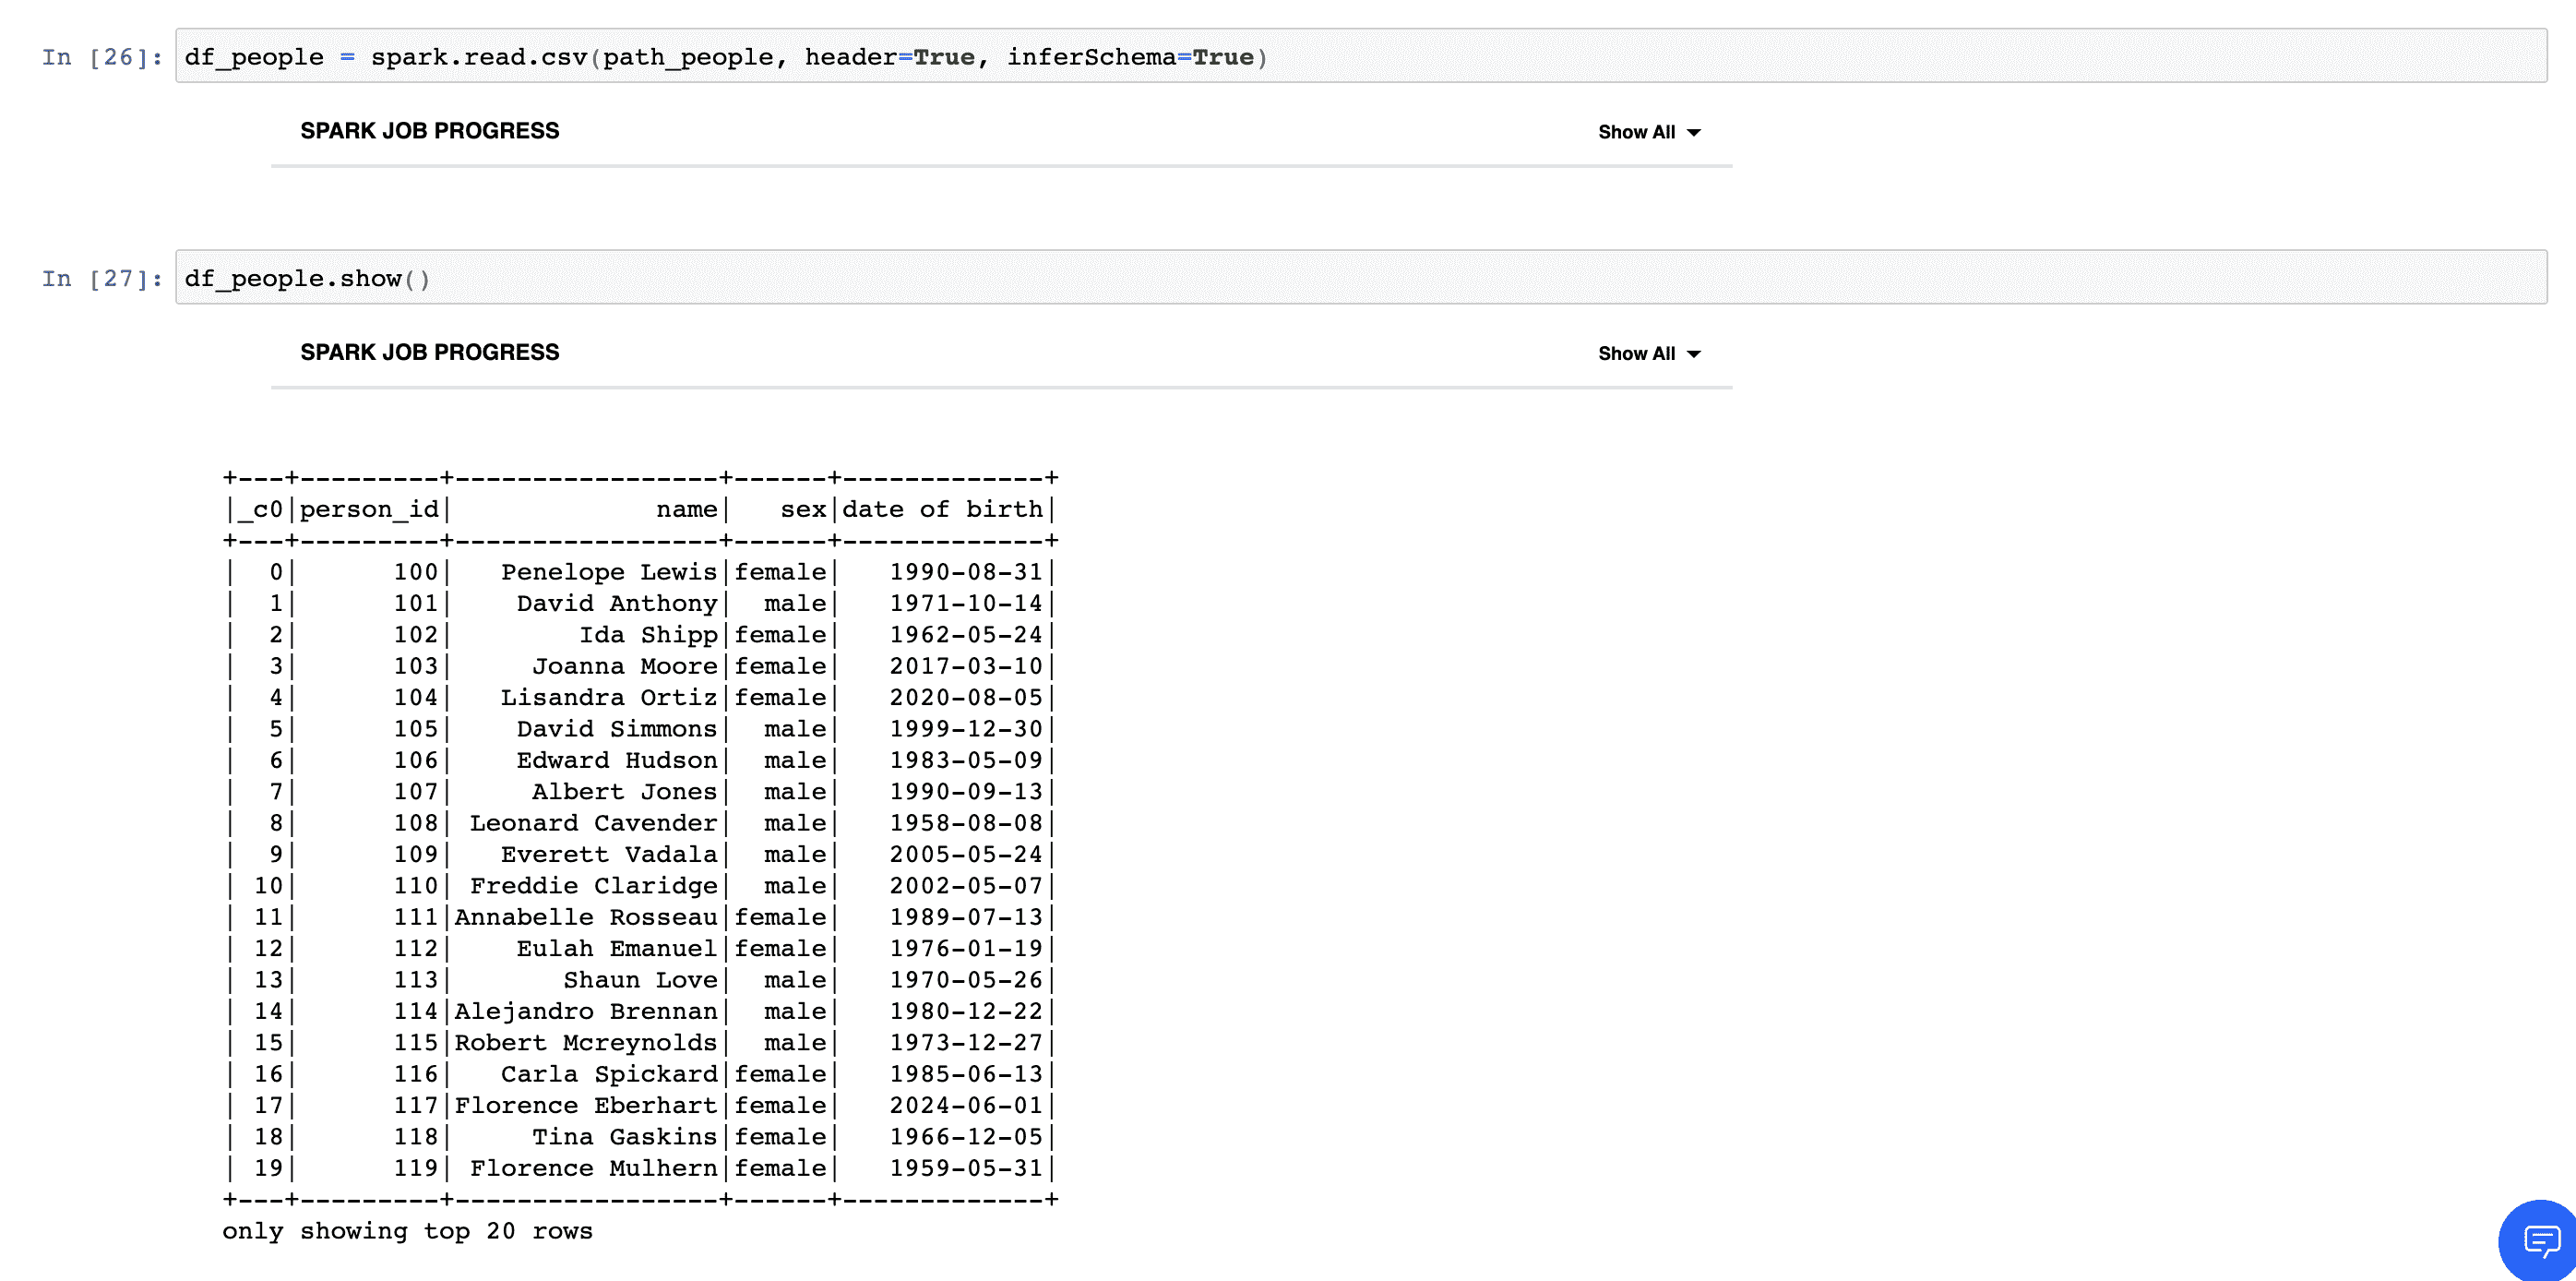 In [26]: df_people = spark.read.csv(path_people, header=True, inferSchema=True)
SPARK JOB PROGRESS Show All
In [27]: df_people.show()
SPARK JOB PROGRESS Show All
+---+---------+-----------------+------+-------------+
|_c0|person_id|             name|   sex|date of birth|
+---+---------+-----------------+------+-------------+
|  0|      100|   Penelope Lewis|female|   1990-08-31|
|  1|      101|    David Anthony|  male|   1971-10-14|
|  2|      102|        Ida Shipp|female|   1962-05-24|
|  3|      103|     Joanna Moore|female|   2017-03-10|
|  4|      104|   Lisandra Ortiz|female|   2020-08-05|
|  5|      105|    David Simmons|  male|   1999-12-30|
|  6|      106|    Edward Hudson|  male|   1983-05-09|
|  7|      107|     Albert Jones|  male|   1990-09-13|
|  8|      108| Leonard Cavender|  male|   1958-08-08|
|  9|      109|   Everett Vadala|  male|   2005-05-24|
| 10|      110| Freddie Claridge|  male|   2002-05-07|
| 11|      111|Annabelle Rosseau|female|   1989-07-13|
| 12|      112|    Eulah Emanuel|female|   1976-01-19|
| 13|      113|       Shaun Love|  male|   1970-05-26|
| 14|      114|Alejandro Brennan|  male|   1980-12-22|
| 15|      115|Robert Mcreynolds|  male|   1973-12-27|
| 16|      116|   Carla Spickard|female|   1985-06-13|
| 17|      117|Florence Eberhart|female|   2024-06-01|
| 18|      118|     Tina Gaskins|female|   1966-12-05|
| 19|      119| Florence Mulhern|female|   1959-05-31|
+---+---------+-----------------+------+-------------+
only showing top 20 rows